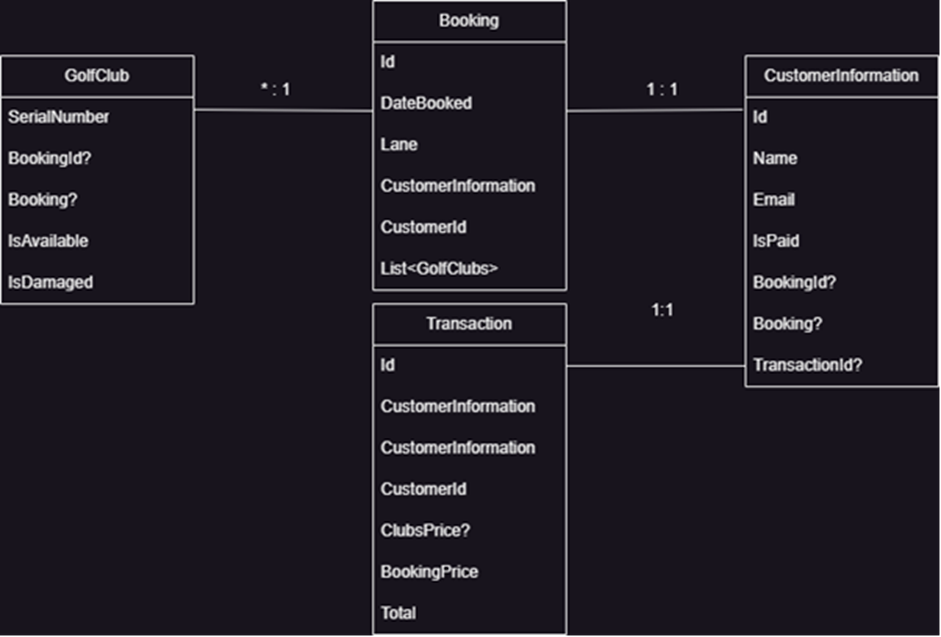 GolfClub
SerialNumber
BookingId?
Booking?
IsAvailable
IsDamaged
* : 1
Booking
Id
DateBooked
Lane
CustomerInformation
CustomerId
List<GolfClubs>
1 : 1
CustomerInformation
Id
Name
Email
IsPaid
BookingId?
Booking?
TransactionId?
1:1
Transaction
Id
CustomerInformation
CustomerInformation
CustomerId
ClubsPrice?
BookingPrice
Total